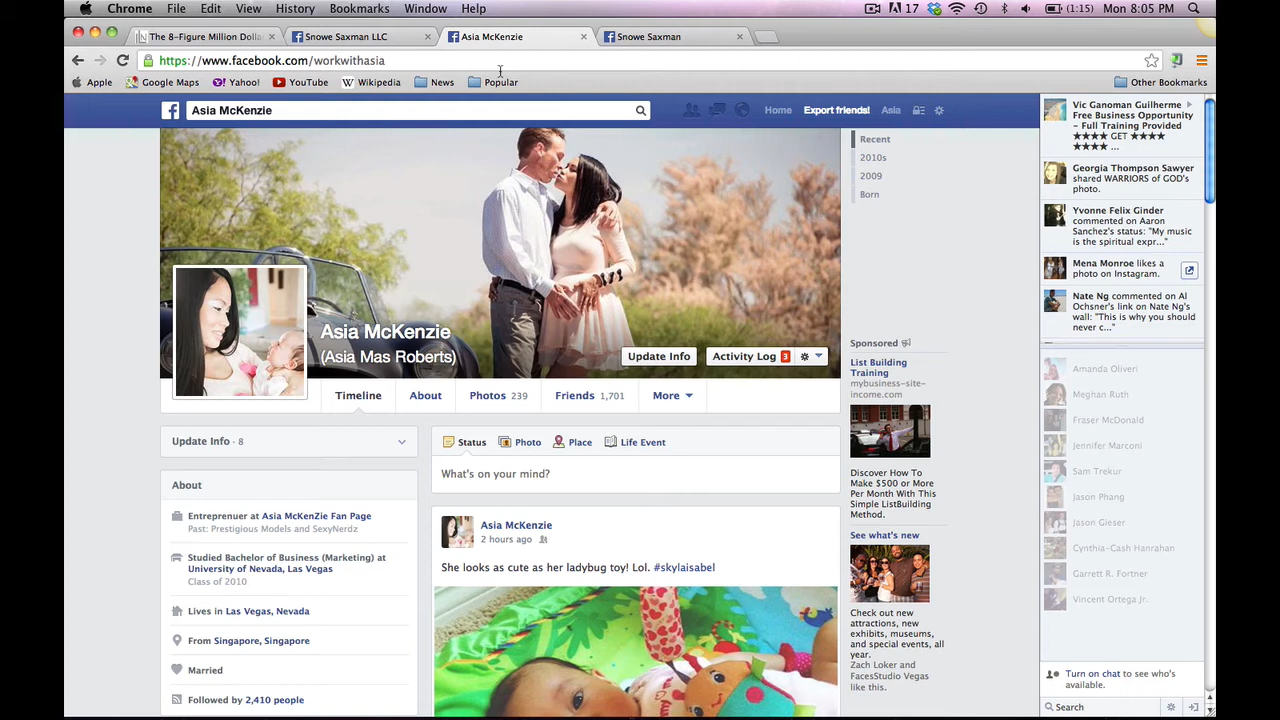 Chrome File Edit View History Bookmarks Window Help
17 (1:15) Mon 8:05 PM
The 8-Figure Million Dolla
Snowe Saxman LLC
Asia McKenzie
Snowe Saxman
https://www.facebook.com/workwithasia
Apple Google Maps Yahoo! YouTube Wikipedia News Popular Other Bookmarks
Asia McKenzie
Home Export friends! Asia
Asia McKenzie
(Asia Mas Roberts)
Update Info
Activity Log 3
Timeline About Photos 239 Friends 1,701 More
Update Info · 8
About
Entreprenuer at Asia McKenZie Fan Page
Past: Prestigious Models and SexyNerdz
Studied Bachelor of Business (Marketing) at
University of Nevada, Las Vegas
Class of 2010
Lives in Las Vegas, Nevada
From Singapore, Singapore
Married
Followed by 2,410 people
Status Photo Place Life Event
What's on your mind?
Asia McKenzie
2 hours ago
She looks as cute as her ladybug toy! Lol. #skylaisabel
Recent
2010s
2009
Born
Sponsored
List Building
Training
mybusiness-site-
income.com
Discover How To
Make $500 or More
Per Month With This
Simple ListBuilding
Method.
See what's new
Check out new
attractions, new
exhibits, museums,
and special events, all
year.
Zach Loker and
FacesStudio Vegas
like this.
Vic Ganoman Guilherme
Free Business Opportunity
– Full Training Provided
★★★★ GET ★★★★
★★★★ ...
Georgia Thompson Sawyer
shared WARRIORS of GOD's
photo.
Yvonne Felix Ginder
commented on Aaron
Sanchez's status: "My music
is the spiritual expr..."
Mena Monroe likes a
photo on Instagram.
Nate Ng commented on Al
Ochsner's link on Nate Ng's
wall: "This is why you should
never c..."
Amanda Oliveri
Meghan Ruth
Fraser McDonald
Jennifer Marconi
Sam Trekur
Jason Phang
Jason Gieser
Cynthia-Cash Hanrahan
Garrett R. Fortner
Vincent Ortega Jr.
Turn on chat to see who's
available.
Search